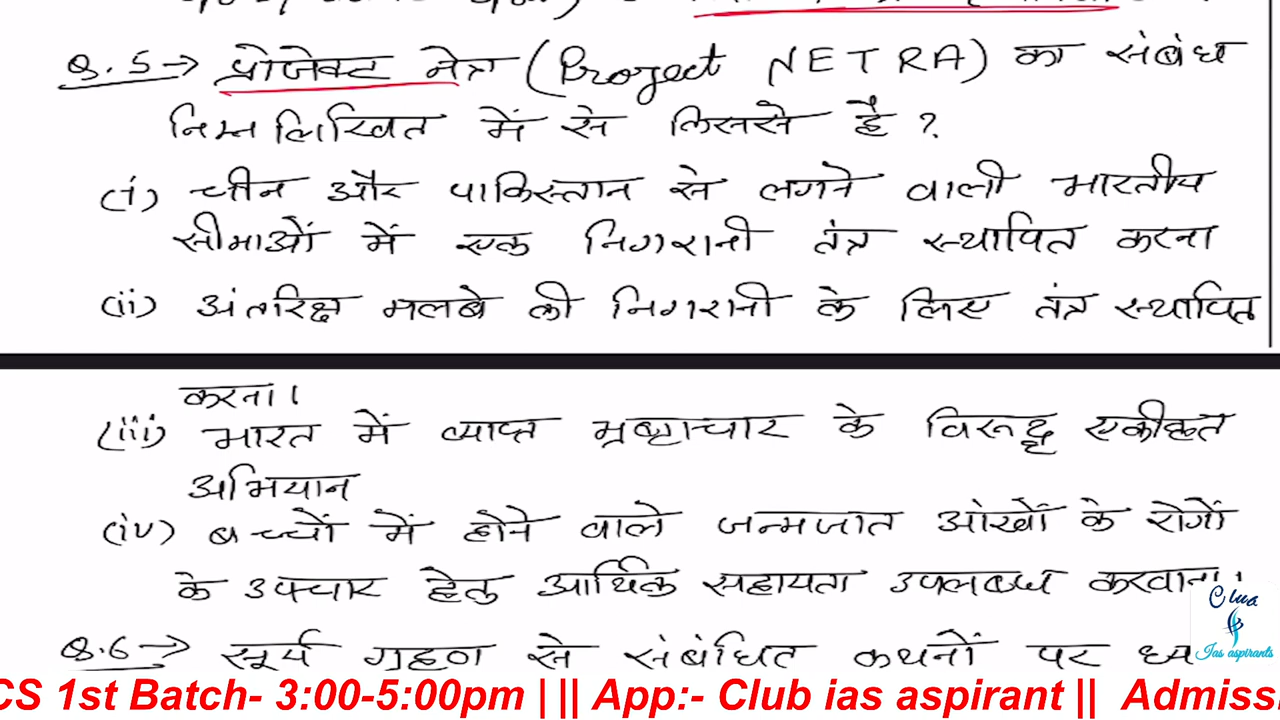 Q.5→ प्रोजेक्ट नेत्रा (Project NETRA) का संबंध
निम्नलिखित में से किससे है ?
(i) चीन और पाकिस्तान से लगने वाली भारतीय
सीमाओं में एक निगरानी तंत्र स्थापित करना
(ii) अंतरिक्ष मलबे की निगरानी के लिए तंत्र स्थापित
करना।
(iii) भारत में व्याप्त भ्रष्टाचार के विरूद्ध एकीकृत
अभियान
(iv) बच्चों में होने वाले जन्मजात आंखों के रोगों
के उपचार हेतु आर्थिक सहायता उपलब्ध करवाना।
Club
Ias aspirants
Q.6→ सूर्य ग्रहण से संबंधित कथनों पर ध्य
CS 1st Batch- 3:00-5:00pm | || App:- Club ias aspirant || Admiss